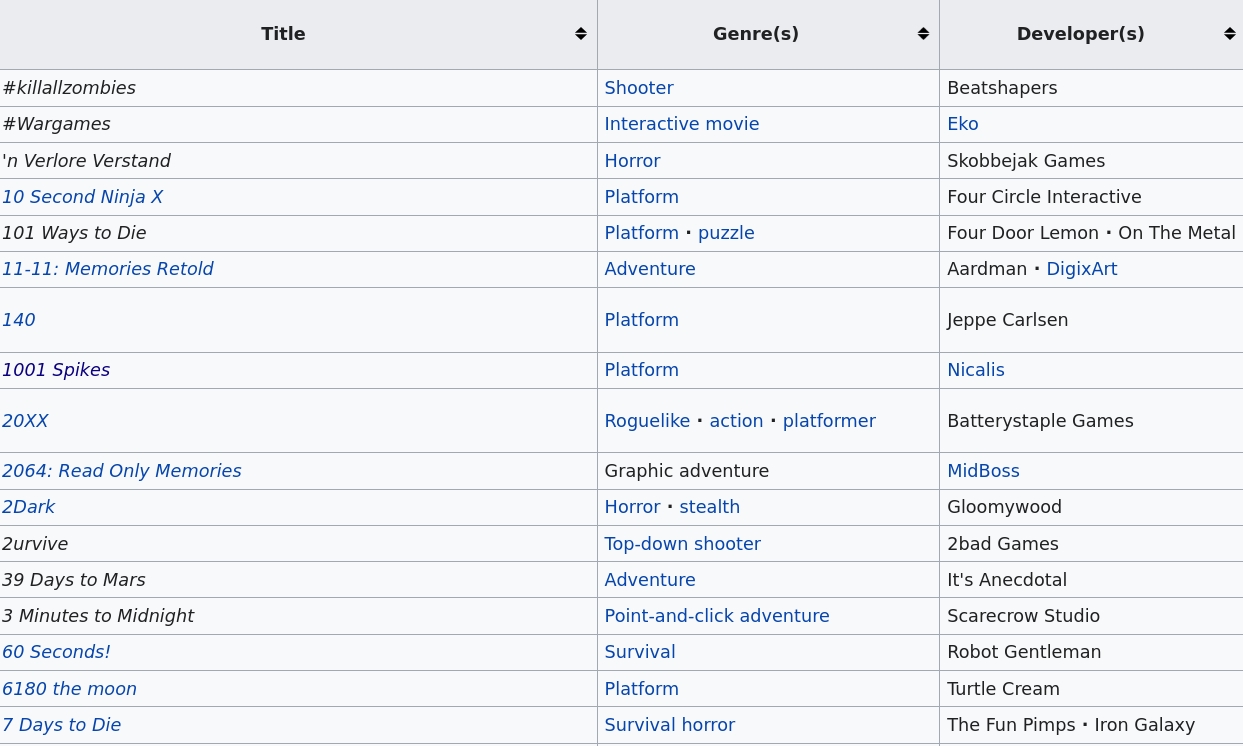 Title Genre(s) Developer(s)
#killallzombies Shooter Beatshapers
#Wargames Interactive movie Eko
'n Verlore Verstand Horror Skobbejak Games
10 Second Ninja X Platform Four Circle Interactive
101 Ways to Die Platform · puzzle Four Door Lemon · On The Metal
11-11: Memories Retold Adventure Aardman · DigixArt
140 Platform Jeppe Carlsen
1001 Spikes Platform Nicalis
20XX Roguelike · action · platformer Batterystaple Games
2064: Read Only Memories Graphic adventure MidBoss
2Dark Horror · stealth Gloomywood
2urvive Top-down shooter 2bad Games
39 Days to Mars Adventure It's Anecdotal
3 Minutes to Midnight Point-and-click adventure Scarecrow Studio
60 Seconds! Survival Robot Gentleman
6180 the moon Platform Turtle Cream
7 Days to Die Survival horror The Fun Pimps · Iron Galaxy